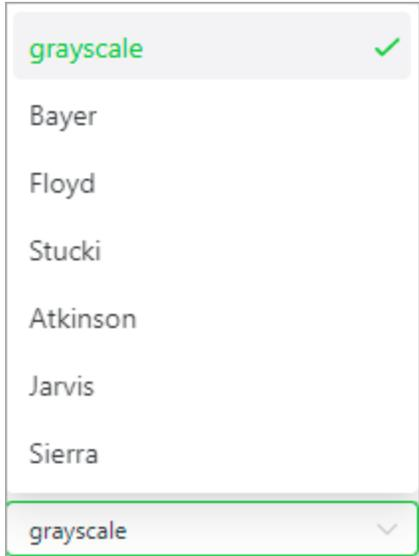 grayscale
Bayer
Floyd
Stucki
Atkinson
Jarvis
Sierra
grayscale